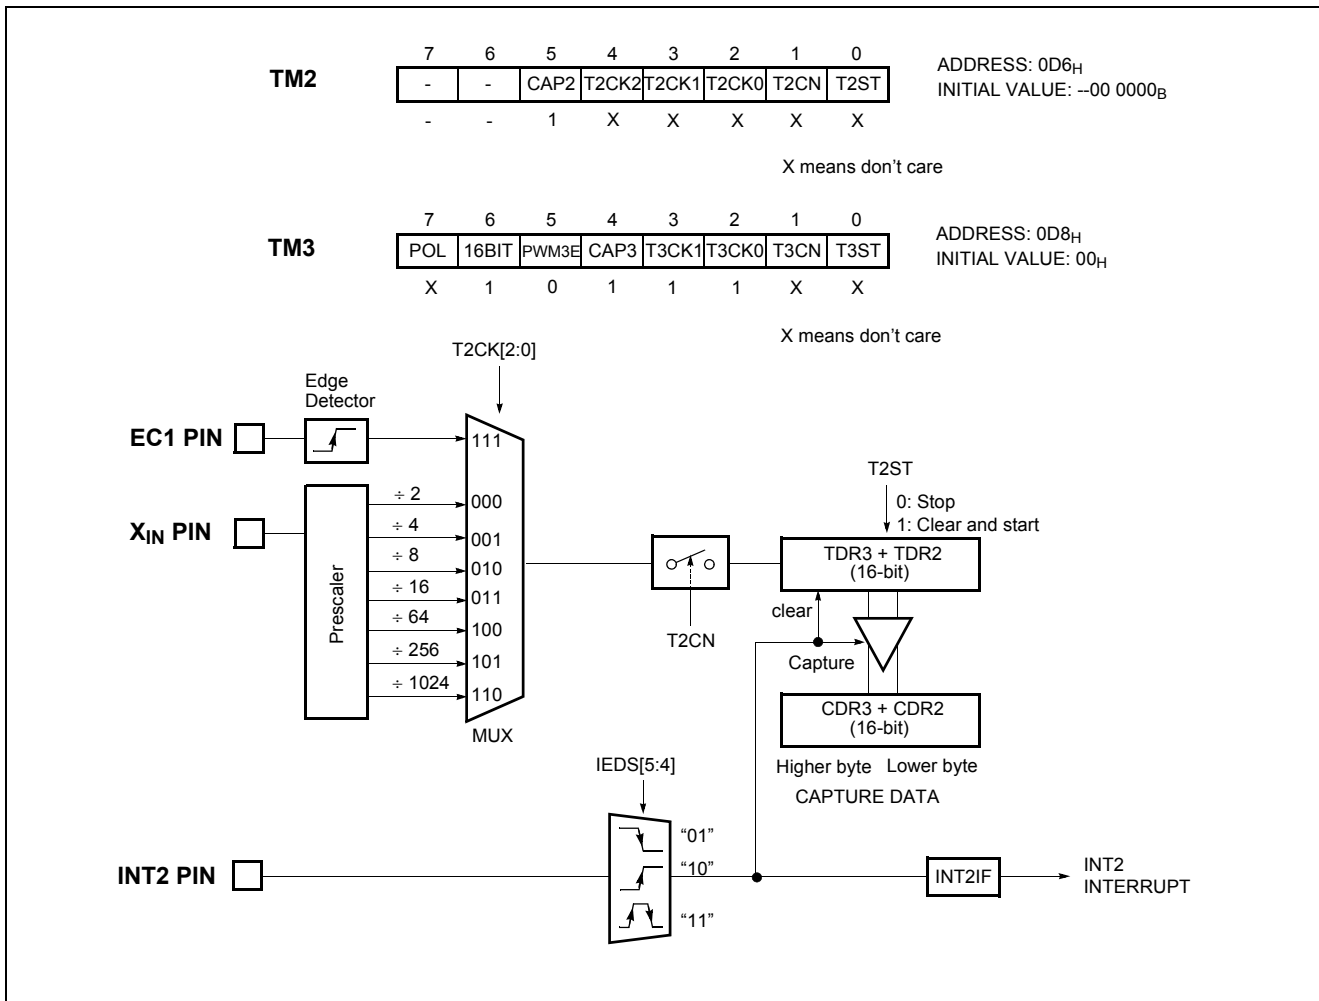 7 6 5 4 3 2 1 0
TM2 - - CAP2 T2CK2 T2CK1 T2CK0 T2CN T2ST
- - 1 X X X X X
ADDRESS: 0D6H
INITIAL VALUE: --00 0000B
X means don't care
7 6 5 4 3 2 1 0
TM3 POL 16BIT PWM3E CAP3 T3CK1 T3CK0 T3CN T3ST
X 1 0 1 1 1 X X
ADDRESS: 0D8H
INITIAL VALUE: 00H
X means don't care
T2CK[2:0]
Edge
Detector
EC1 PIN
111
XIN PIN
Prescaler
÷ 2 000
÷ 4 001
÷ 8 010
÷ 16 011
÷ 64 100
÷ 256 101
÷ 1024 110
MUX
T2CN
T2ST
0: Stop
1: Clear and start
TDR3 + TDR2
(16-bit)
clear
Capture
CDR3 + CDR2
(16-bit)
Higher byte Lower byte
CAPTURE DATA
IEDS[5:4]
INT2 PIN
“01”
“10”
“11”
INT2IF
INT2
INTERRUPT